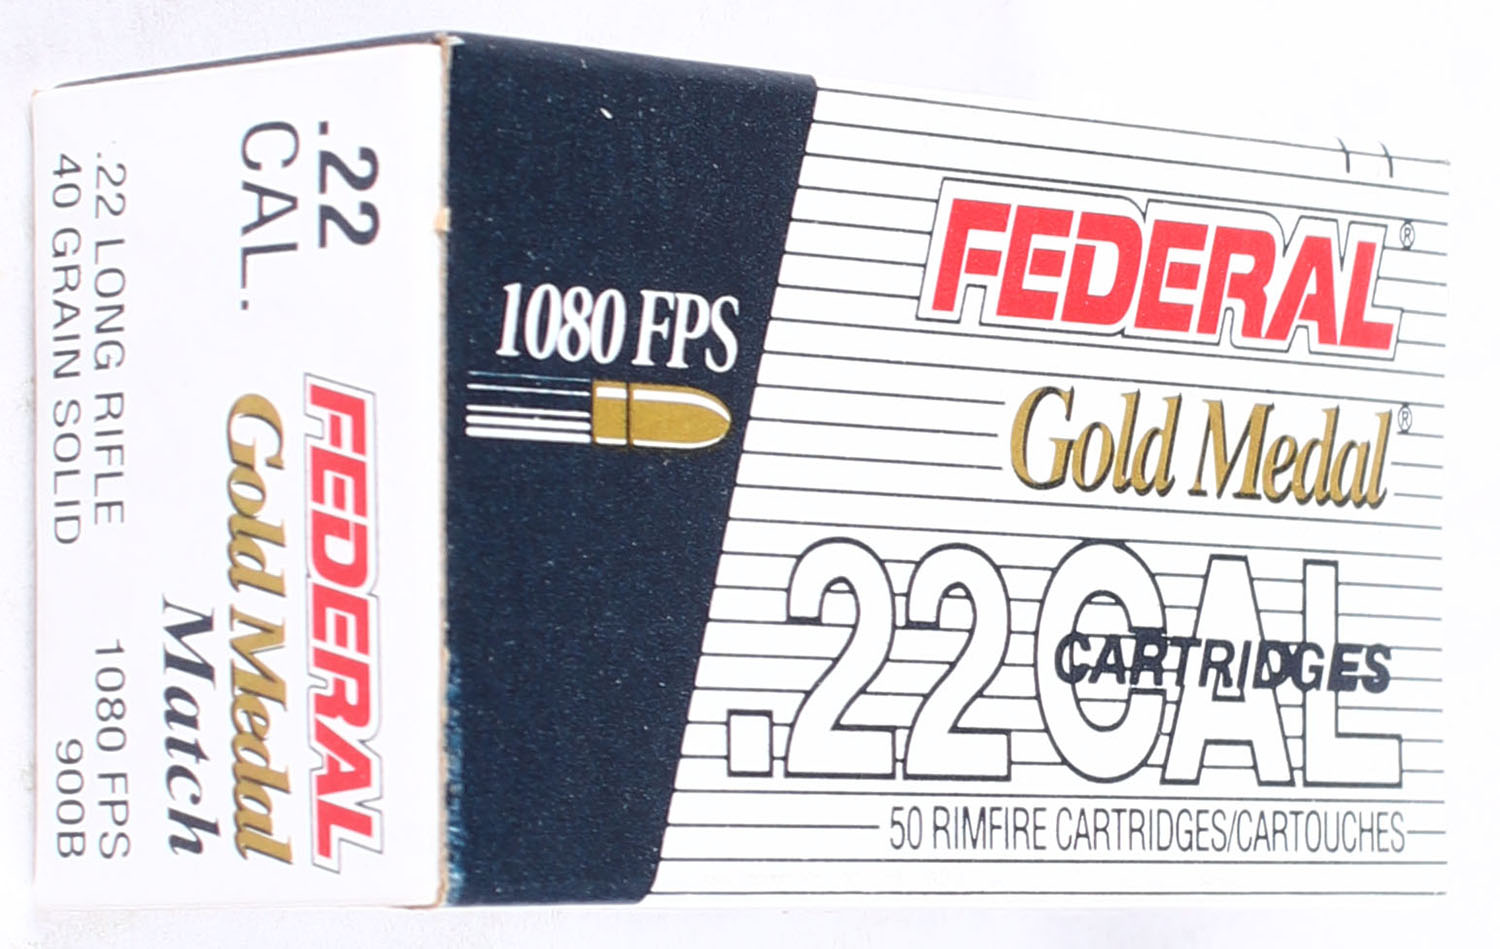 .22
CAL.
FEDERAL
Gold Medal
Match
.22 LONG RIFLE 1080 FPS
40 GRAIN SOLID 900B
1080 FPS
FEDERAL®
Gold Medal®
.22 CAL
CARTRIDGES
50 RIMFIRE CARTRIDGES/CARTOUCHES